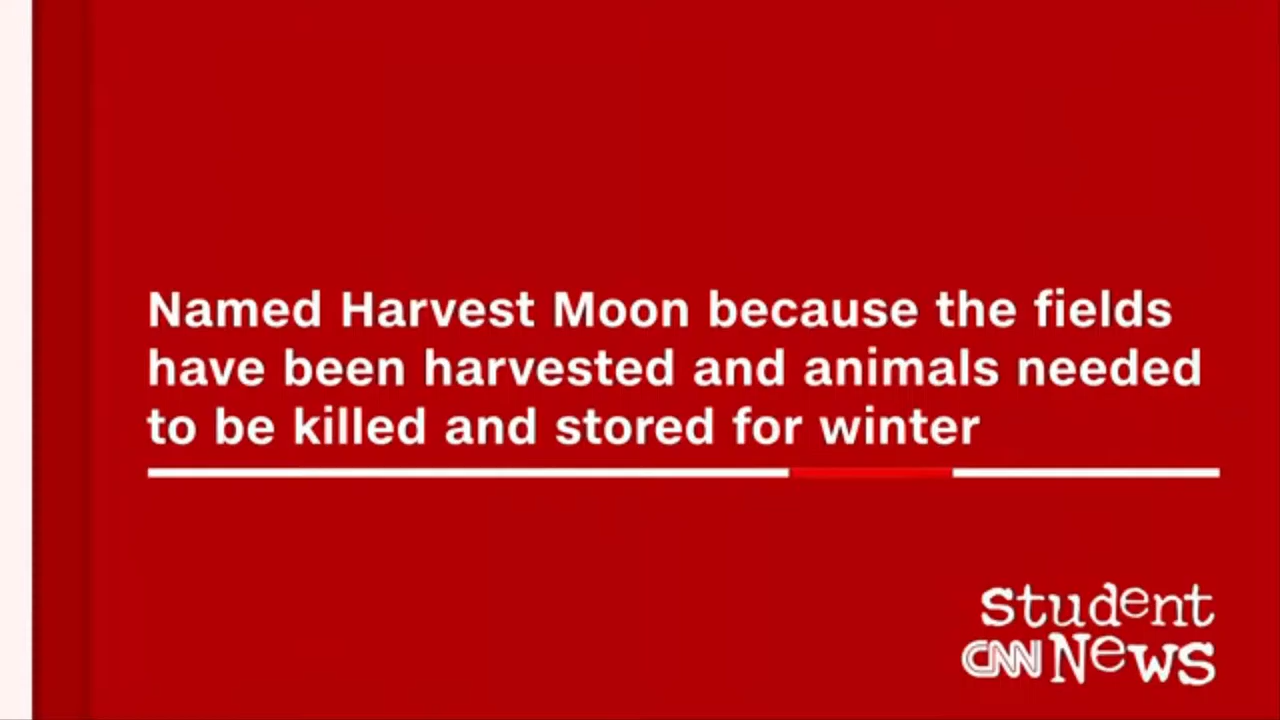 Named Harvest Moon because the fields
have been harvested and animals needed
to be killed and stored for winter
Student
CNN News